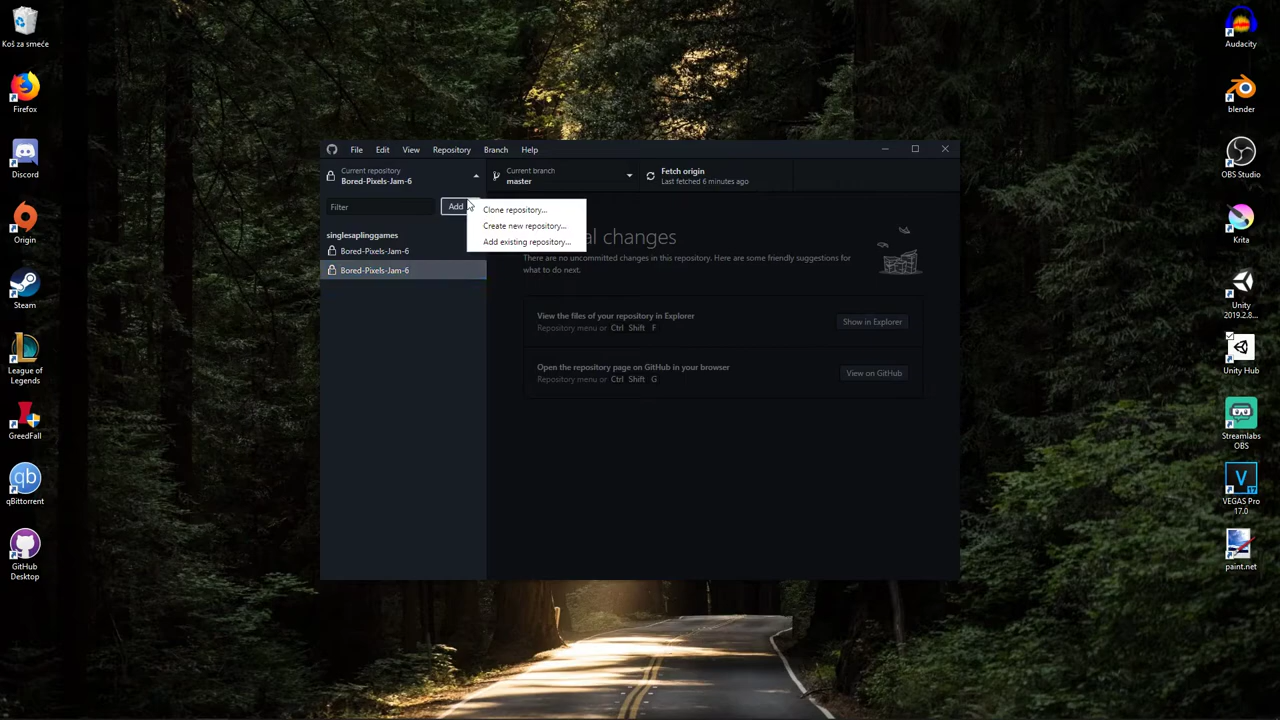 Koš za smeće
Firefox
Discord
Origin
Steam
League of
Legends
GreedFall
qBittorrent
GitHub
Desktop
File Edit View Repository Branch Help
Current repository
Bored-Pixels-Jam-6
Current branch
master
Fetch origin
Last fetched 6 minutes ago
Filter
Add
Clone repository...
Create new repository...
Add existing repository...
singlesaplinggames
Bored-Pixels-Jam-6
Bored-Pixels-Jam-6
al changes
There are no uncommitted changes in this repository. Here are some friendly suggestions for
what to do next.
View the files of your repository in Explorer
Repository menu or Ctrl Shift F
Show in Explorer
Open the repository page on GitHub in your browser
Repository menu or Ctrl Shift G
View on GitHub
Audacity
blender
OBS Studio
Krita
Unity
2019.2.8...
Unity Hub
Streamlabs
OBS
VEGAS Pro
17.0
paint.net